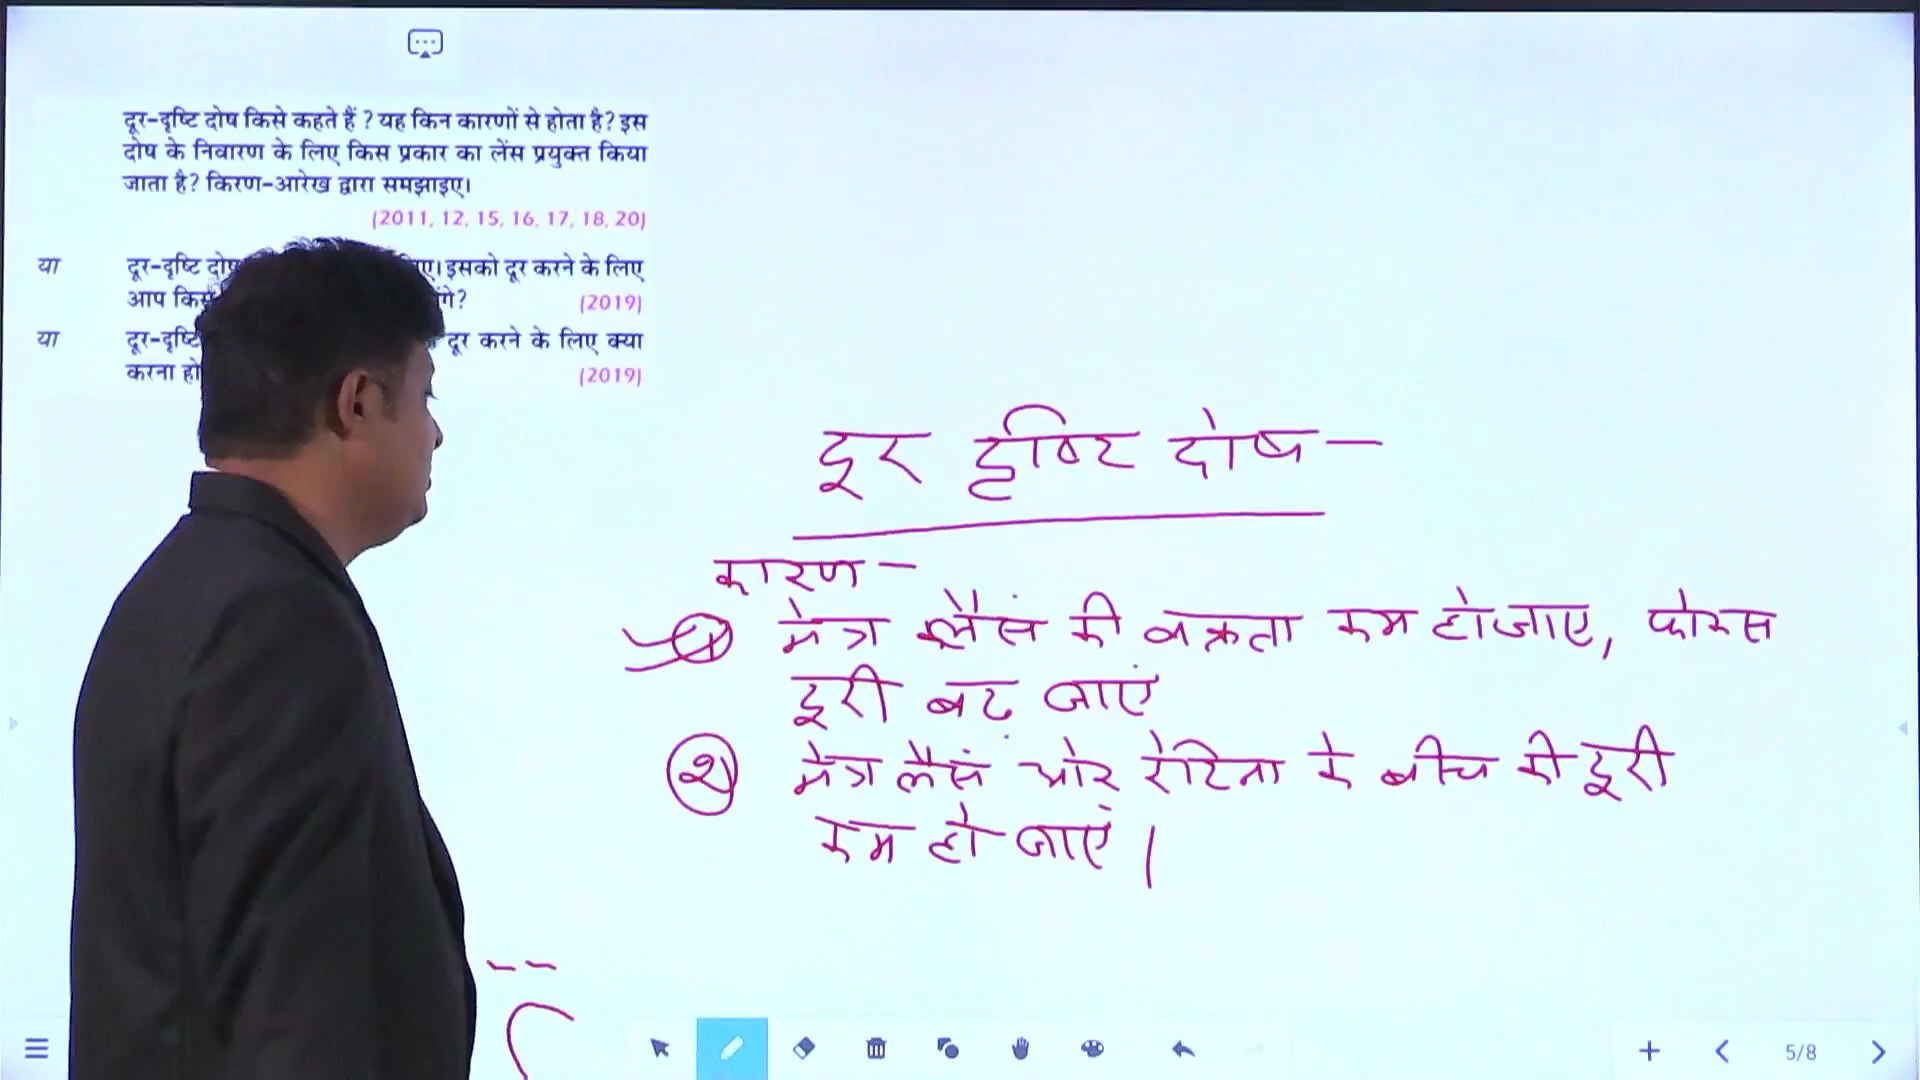 दूर-दृष्टि दोष किसे कहते हैं ? यह किन कारणों से होता है? इस
दोष के निवारण के लिए किस प्रकार का लेंस प्रयुक्त किया
जाता है? किरण-आरेख द्वारा समझाइए।
(2011, 12, 15, 16, 17, 18, 20)
या दूर-दृष्टि दोष इसको दूर करने के लिए
आप किस (2019)
या दूर-दृष्टि दूर करने के लिए क्या
करना (2019)
दूर दृष्टि दोष-
कारण-
① नेत्र लैंस की वक्रता कम हो जाए, फोकस
दूरी बढ़ जाएं
② नेत्र लैंस और रेटिना के बीच की दूरी
कम हो जाएं |
5/8